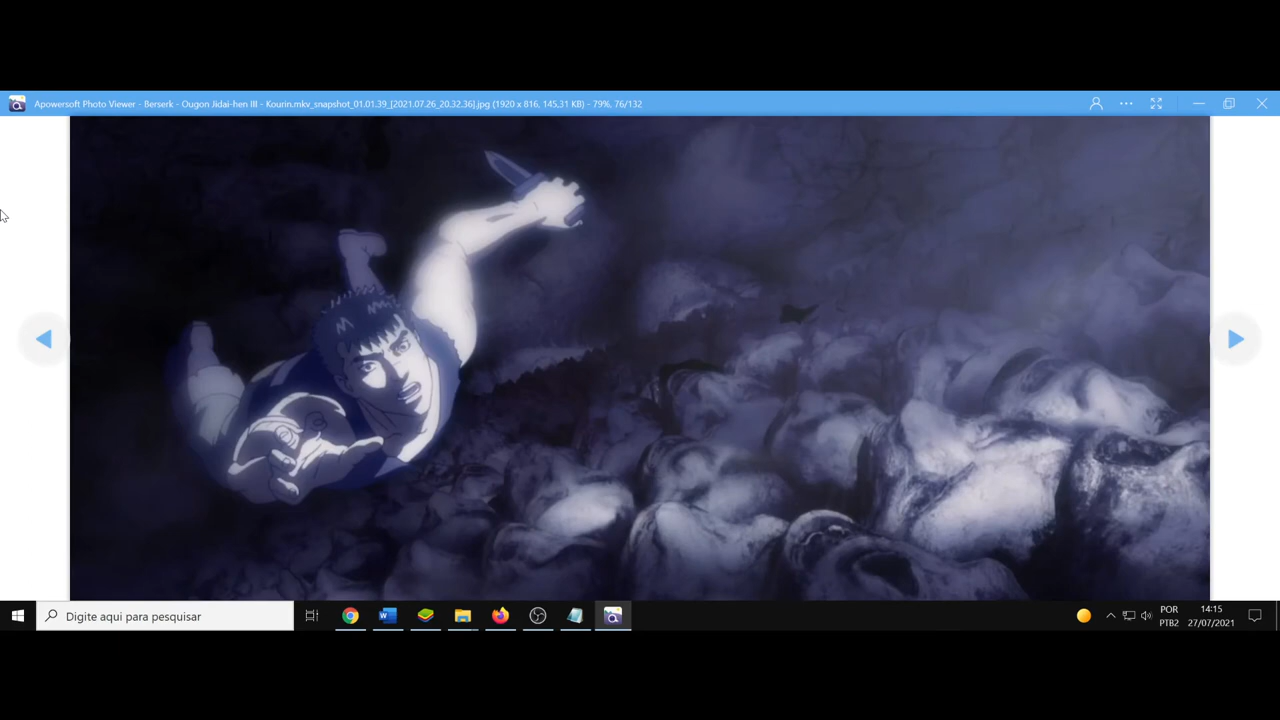 Apowersoft Photo Viewer - Berserk - Ougon Jidai-hen III - Kourin.mkv_snapshot_01.01.39_[2021.07.26_20.32.36].jpg (1920 x 816, 145,31 KB) - 79%, 76/132
Digite aqui para pesquisar
POR
PTB2
14:15
27/07/2021